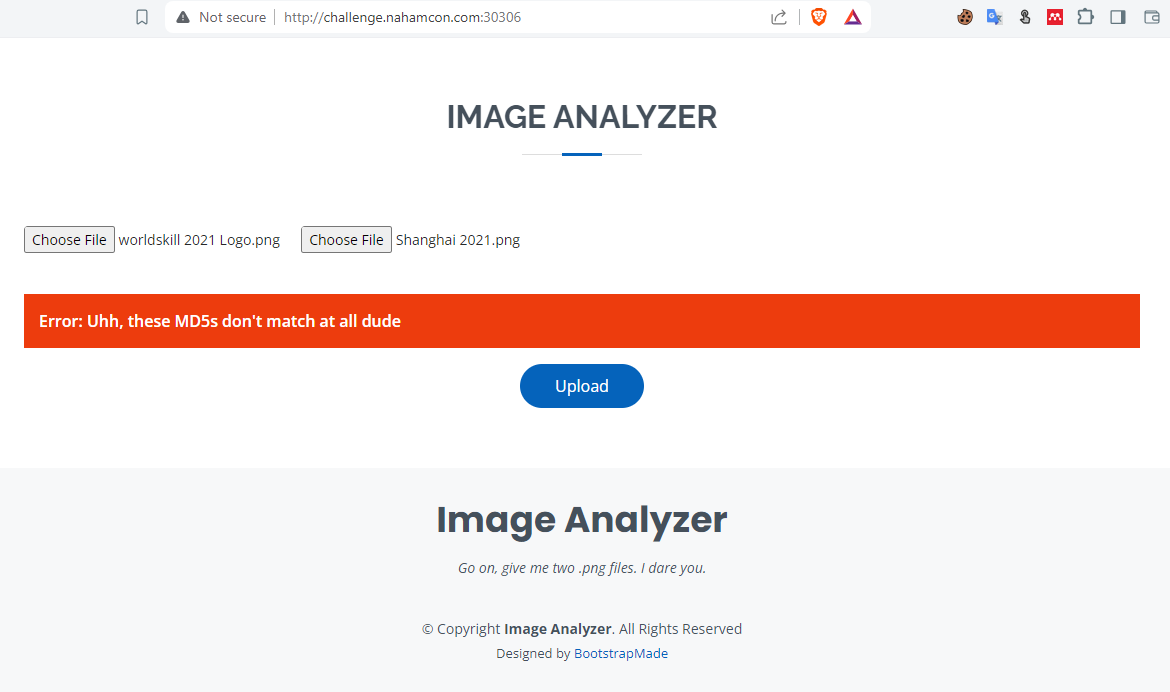 Not secure http://challenge.nahamcon.com:30306
IMAGE ANALYZER
Choose File worldskill 2021 Logo.png Choose File Shanghai 2021.png
Error: Uhh, these MD5s don't match at all dude
Upload
Image Analyzer
Go on, give me two .png files. I dare you.
© Copyright Image Analyzer. All Rights Reserved
Designed by BootstrapMade